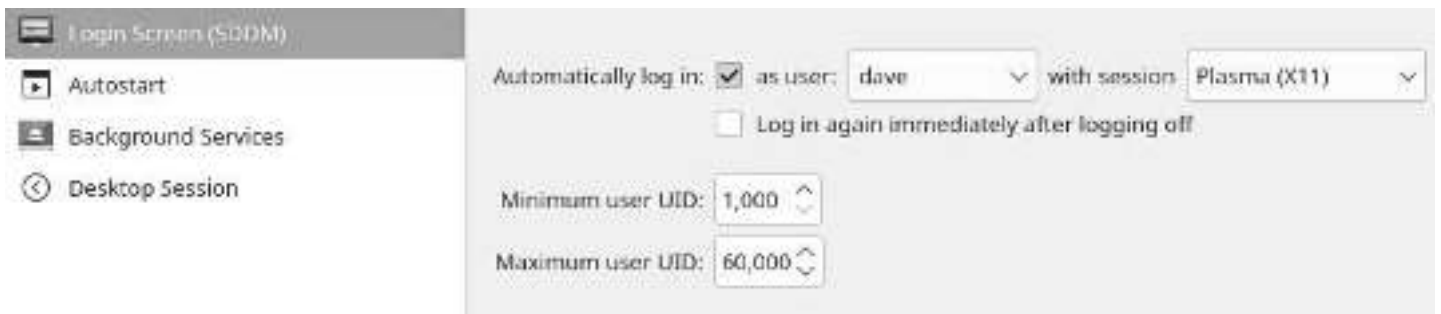 Login Screen (SDDM)
Autostart
Background Services
Desktop Session
Automatically log in: as user: dave with session Plasma (X11)
Log in again immediately after logging off
Minimum user UID: 1,000
Maximum user UID: 60,000